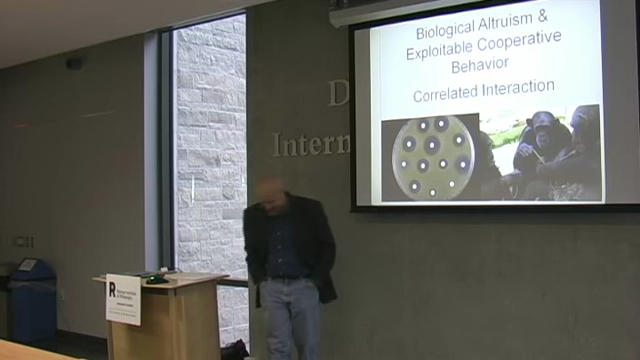 Biological Altruism &
Exploitable Cooperative
Behavior
Correlated Interaction
D
Intern
R